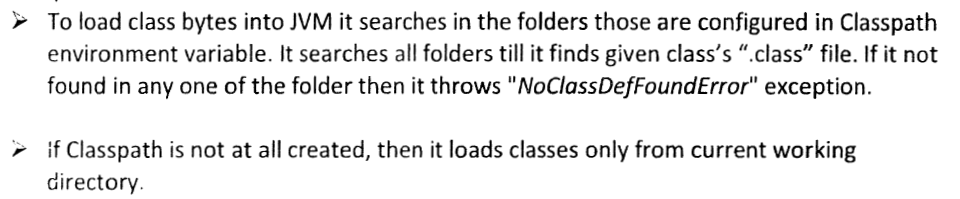 ➢ To load class bytes into JVM it searches in the folders those are configured in Classpath
environment variable. It searches all folders till it finds given class's ".class" file. If it not
found in any one of the folder then it throws "NoClassDefFoundError" exception.
➢ if Classpath is not at all created, then it loads classes only from current working
directory.